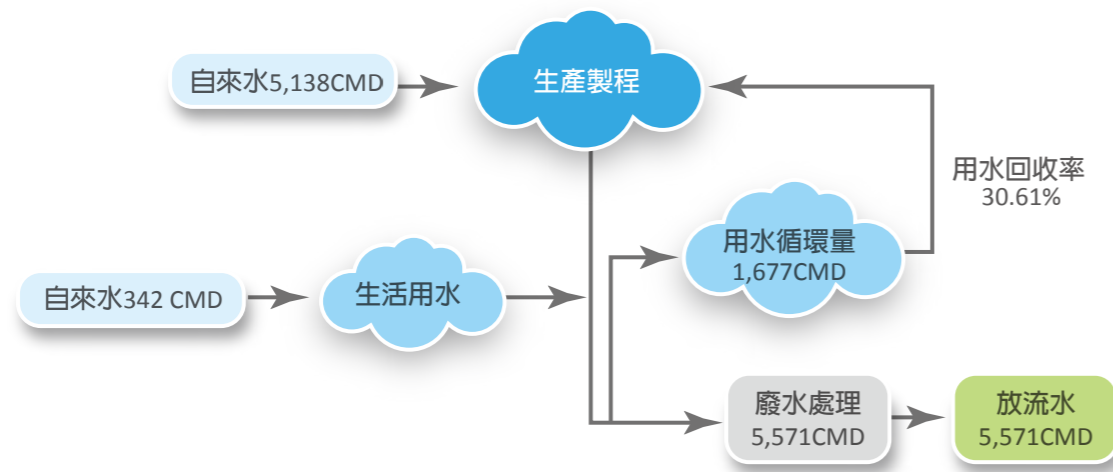 自來水5,138CMD
生產製程
用水回收率
30.61%
用水循環量
1,677CMD
自來水342 CMD
生活用水
廢水處理
5,571CMD
放流水
5,571CMD